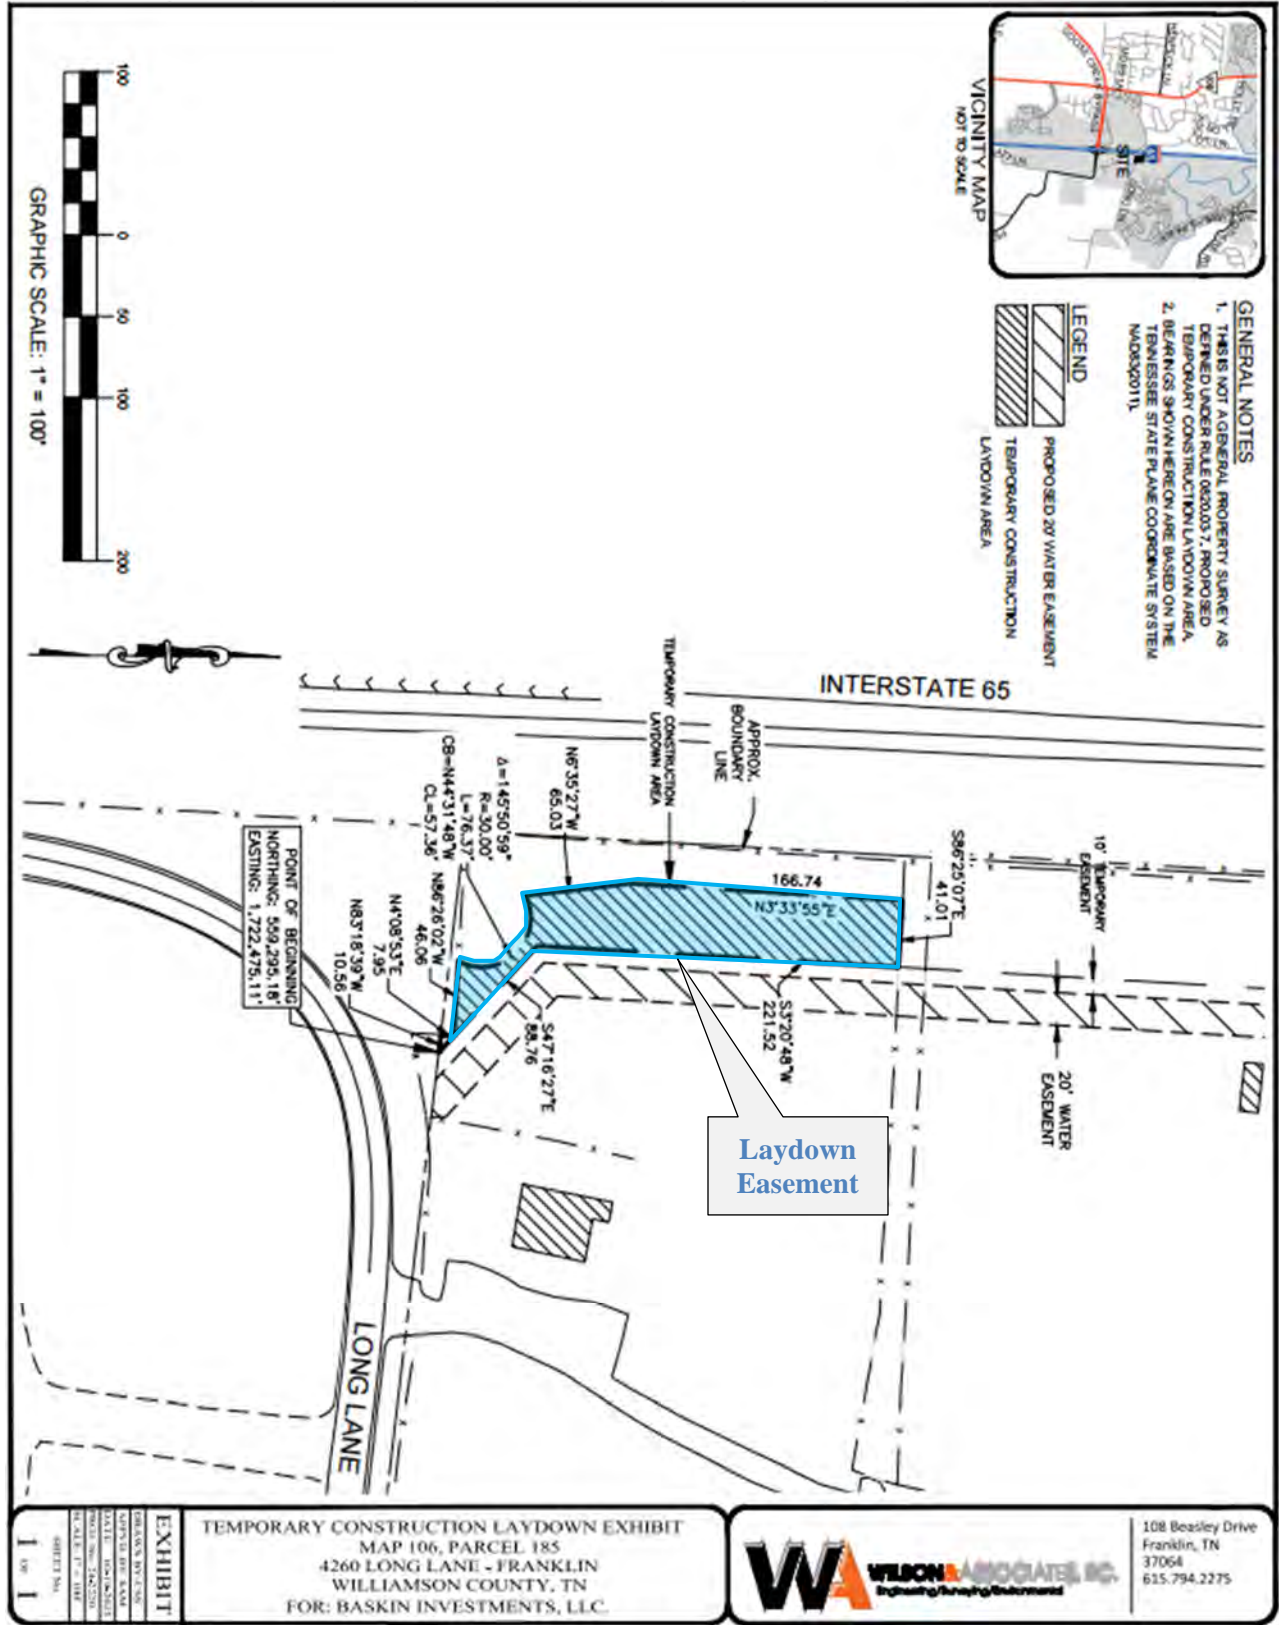 VICINITY MAP
NOT TO SCALE
SITE
GENERAL NOTES
1. THIS IS NOT A GENERAL PROPERTY SURVEY AS
DEFINED UNDER RULE 0820.03-7. PROPOSED
TEMPORARY CONSTRUCTION LAYDOWN AREA.
2. BEARINGS SHOWN HEREON ARE BASED ON THE
TENNESSEE STATE PLANE COORDINATE SYSTEM
NAD83(2011).
LEGEND
PROPOSED 20' WATER EASEMENT
TEMPORARY CONSTRUCTION
LAYDOWN AREA
100
0
50
100
200
GRAPHIC SCALE: 1" = 100'
INTERSTATE 65
TEMPORARY CONSTRUCTION
LAYDOWN AREA
APPROX.
BOUNDARY
LINE
10' TEMPORARY
EASEMENT
S86°25'07"E
41.01
166.74
N3°33'55"E
N6°35'27"W
65.03
Δ=145°50'59"
R=30.00'
L=76.37'
CB=N44°31'48"W
CL=57.36'
N86°26'02"W
46.06
N4°08'53"E
7.95
N83°18'39"W
10.56
POINT OF BEGINNING
NORTHING: 559,295.18'
EASTING: 1,722,475.11'
S47°16'27"E
88.76
S3°20'48"W
221.52
20' WATER
EASEMENT
Laydown
Easement
LONG LANE
EXHIBIT
SHEET No.
1 OF 1
TEMPORARY CONSTRUCTION LAYDOWN EXHIBIT
MAP 106, PARCEL 185
4260 LONG LANE - FRANKLIN
WILLIAMSON COUNTY, TN
FOR: BASKIN INVESTMENTS, LLC.
WA
WILSON & ASSOCIATES, P.C.
Engineering/Surveying/Environmental
108 Beasley Drive
Franklin, TN
37064
615.794.2275